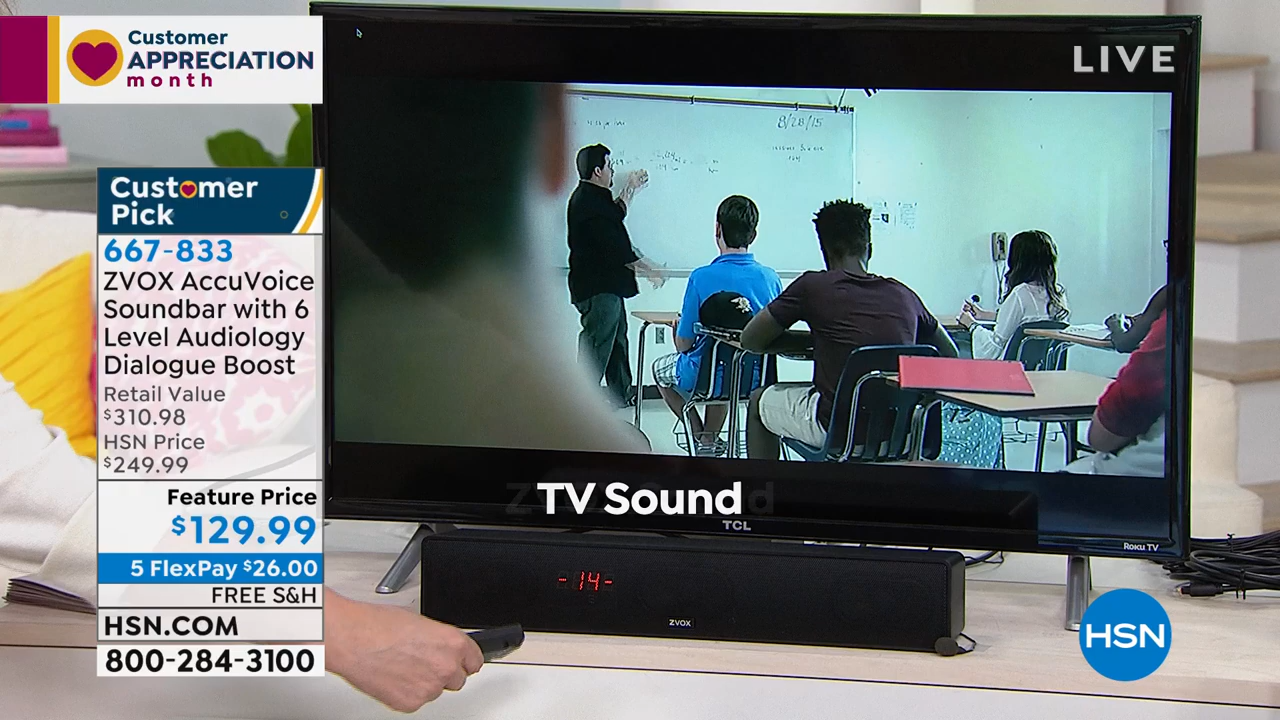 Customer
APPRECIATION
month
LIVE
8/28/15
Customer
Pick
667-833
ZVOX AccuVoice
Soundbar with 6
Level Audiology
Dialogue Boost
Retail Value
$310.98
HSN Price
$249.99
Feature Price
$129.99
5 FlexPay $26.00
FREE S&H
HSN.COM
800-284-3100
TV Sound
TCL
Roku TV
-14-
ZVOX
HSN